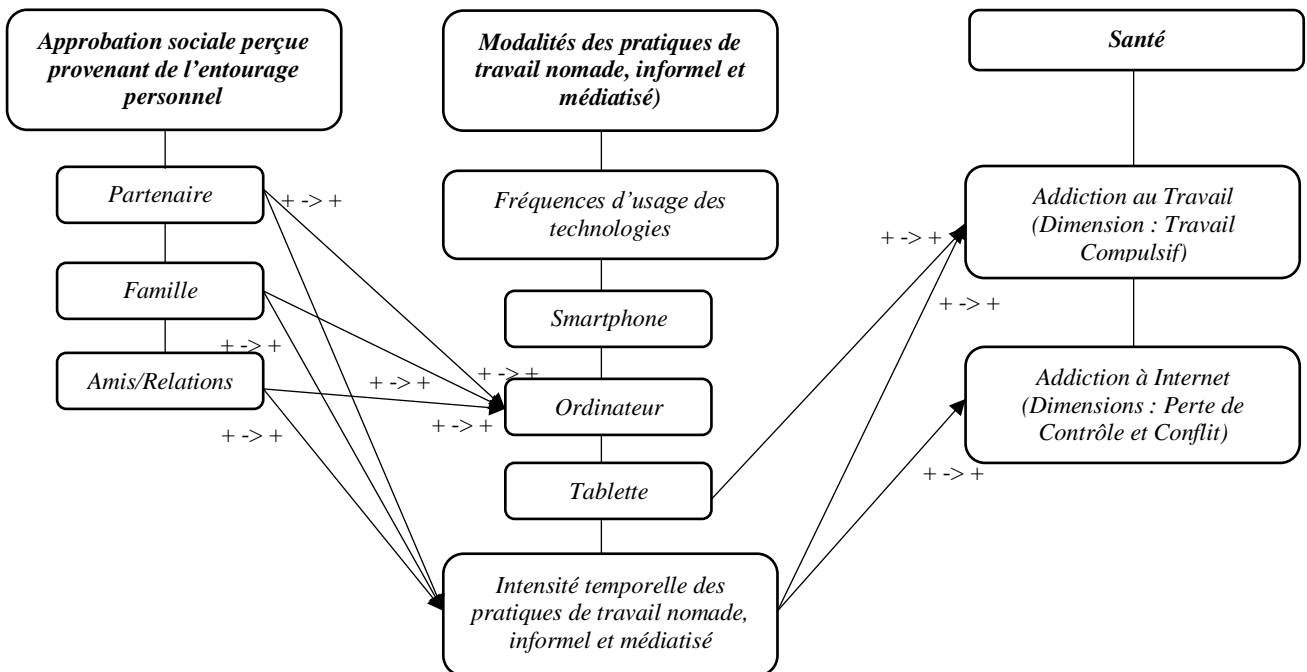 Approbation sociale perçue
provenant de l'entourage
personnel
Partenaire
Famille
Amis/Relations
+ -> +
+ -> +
+ -> +
+ -> +
+ -> +
+ -> +
Modalités des pratiques de
travail nomade, informel et
médiatisé)
Fréquences d'usage des
technologies
Smartphone
Ordinateur
Tablette
Intensité temporelle des
pratiques de travail nomade,
informel et médiatisé
+ -> +
+ -> +
+ -> +
Santé
Addiction au Travail
(Dimension : Travail
Compulsif)
Addiction à Internet
(Dimensions : Perte de
Contrôle et Conflit)